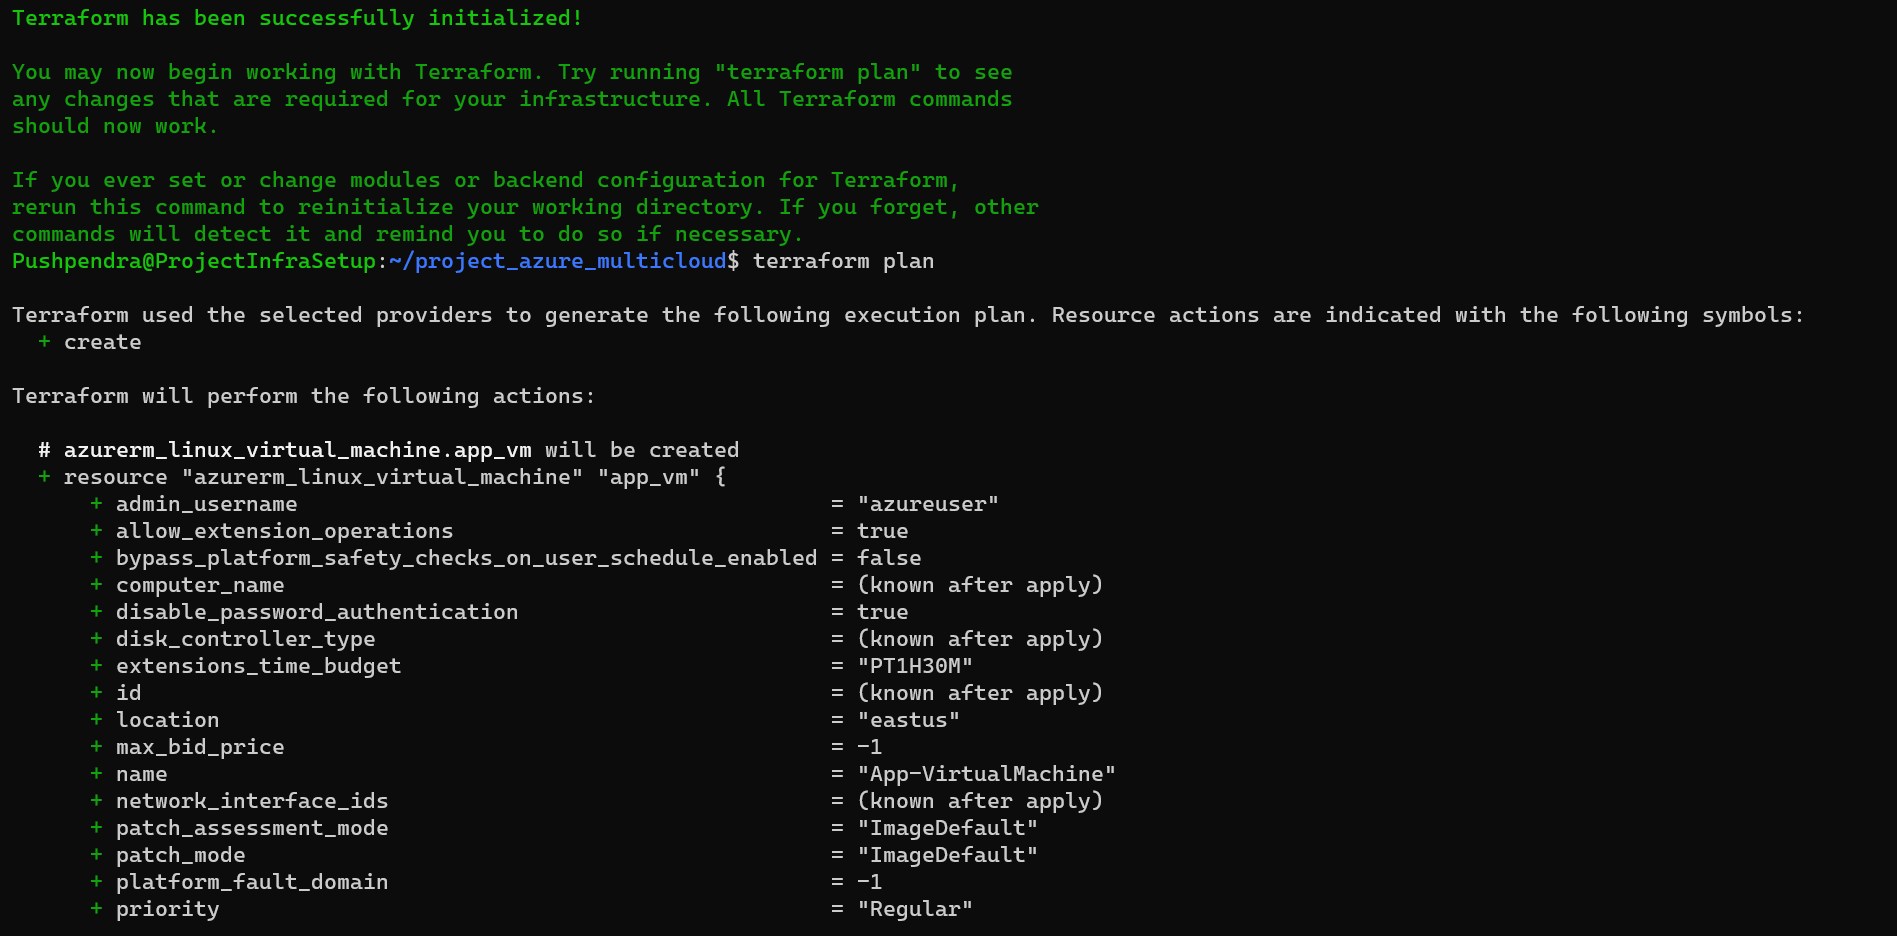 Terraform has been successfully initialized!
You may now begin working with Terraform. Try running "terraform plan" to see
any changes that are required for your infrastructure. All Terraform commands
should now work.
If you ever set or change modules or backend configuration for Terraform,
rerun this command to reinitialize your working directory. If you forget, other
commands will detect it and remind you to do so if necessary.
Pushpendra@ProjectInfraSetup:~/project_azure_multicloud$ terraform plan
Terraform used the selected providers to generate the following execution plan. Resource actions are indicated with the following symbols:
  + create
Terraform will perform the following actions:
  # azurerm_linux_virtual_machine.app_vm will be created
  + resource "azurerm_linux_virtual_machine" "app_vm" {
      + admin_username                                         = "azureuser"
      + allow_extension_operations                             = true
      + bypass_platform_safety_checks_on_user_schedule_enabled = false
      + computer_name                                          = (known after apply)
      + disable_password_authentication                        = true
      + disk_controller_type                                   = (known after apply)
      + extensions_time_budget                                 = "PT1H30M"
      + id                                                     = (known after apply)
      + location                                               = "eastus"
      + max_bid_price                                          = -1
      + name                                                   = "App-VirtualMachine"
      + network_interface_ids                                  = (known after apply)
      + patch_assessment_mode                                  = "ImageDefault"
      + patch_mode                                             = "ImageDefault"
      + platform_fault_domain                                  = -1
      + priority                                               = "Regular"